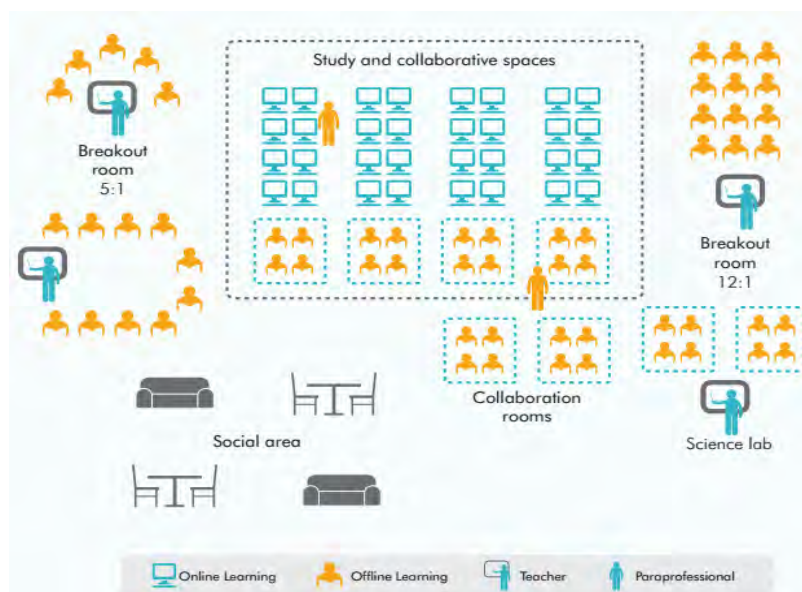 Study and collaborative spaces
Breakout
room
5:1
Breakout
room
12:1
Collaboration
rooms
Science lab
Social area
Online Learning
Offline Learning
Teacher
Paraprofessional